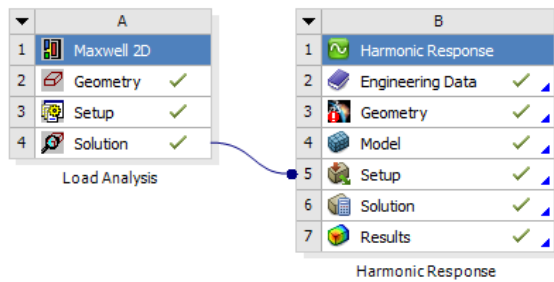 A
1 Maxwell 2D
2 Geometry
3 Setup
4 Solution
Load Analysis
B
1 Harmonic Response
2 Engineering Data
3 Geometry
4 Model
5 Setup
6 Solution
7 Results
Harmonic Response